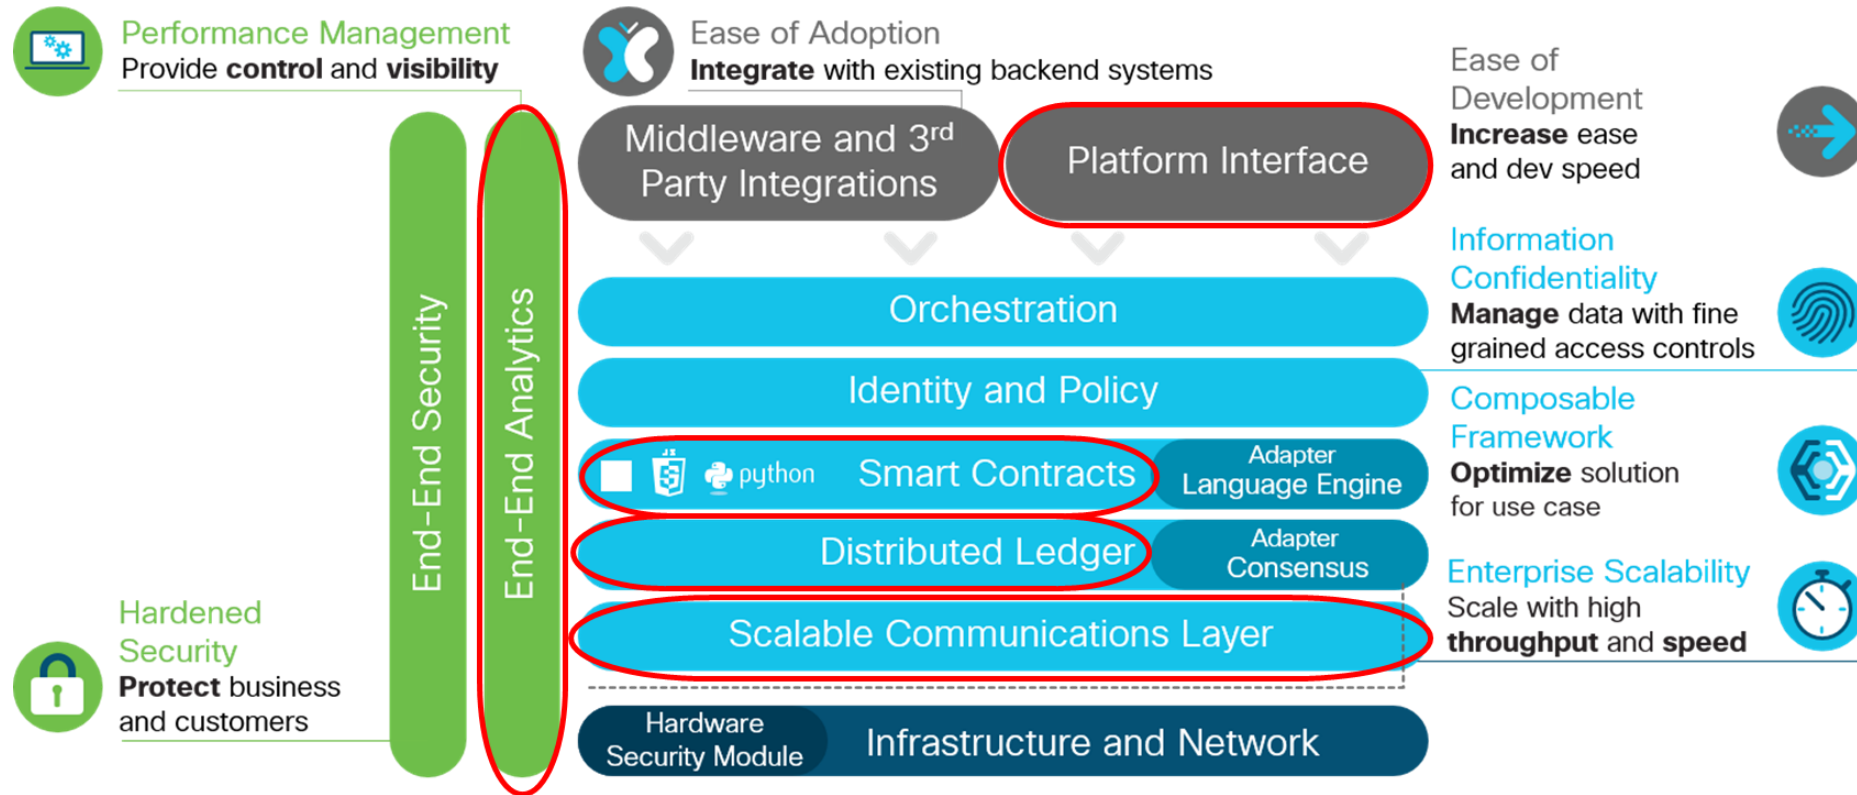 Performance Management
Provide control and visibility
Ease of Adoption
Integrate with existing backend systems
Ease of
Development
Increase ease
and dev speed
Middleware and 3rd
Party Integrations
Platform Interface
Information
Confidentiality
Manage data with fine
grained access controls
Orchestration
Identity and Policy
Composable
Framework
Optimize solution
for use case
JS
python
Smart Contracts
Adapter
Language Engine
Distributed Ledger
Adapter
Consensus
Enterprise Scalability
Scale with high
throughput and speed
Scalable Communications Layer
End-End Security
End-End Analytics
Hardened
Security
Protect business
and customers
Hardware
Security Module
Infrastructure and Network